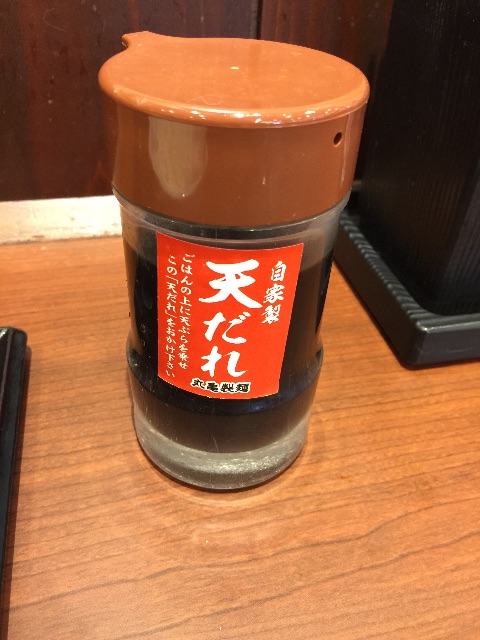 自家製
天だれ
ごはんの上に天ぷらを乗せ
この「天だれ」をおかけ下さい
丸亀製麺